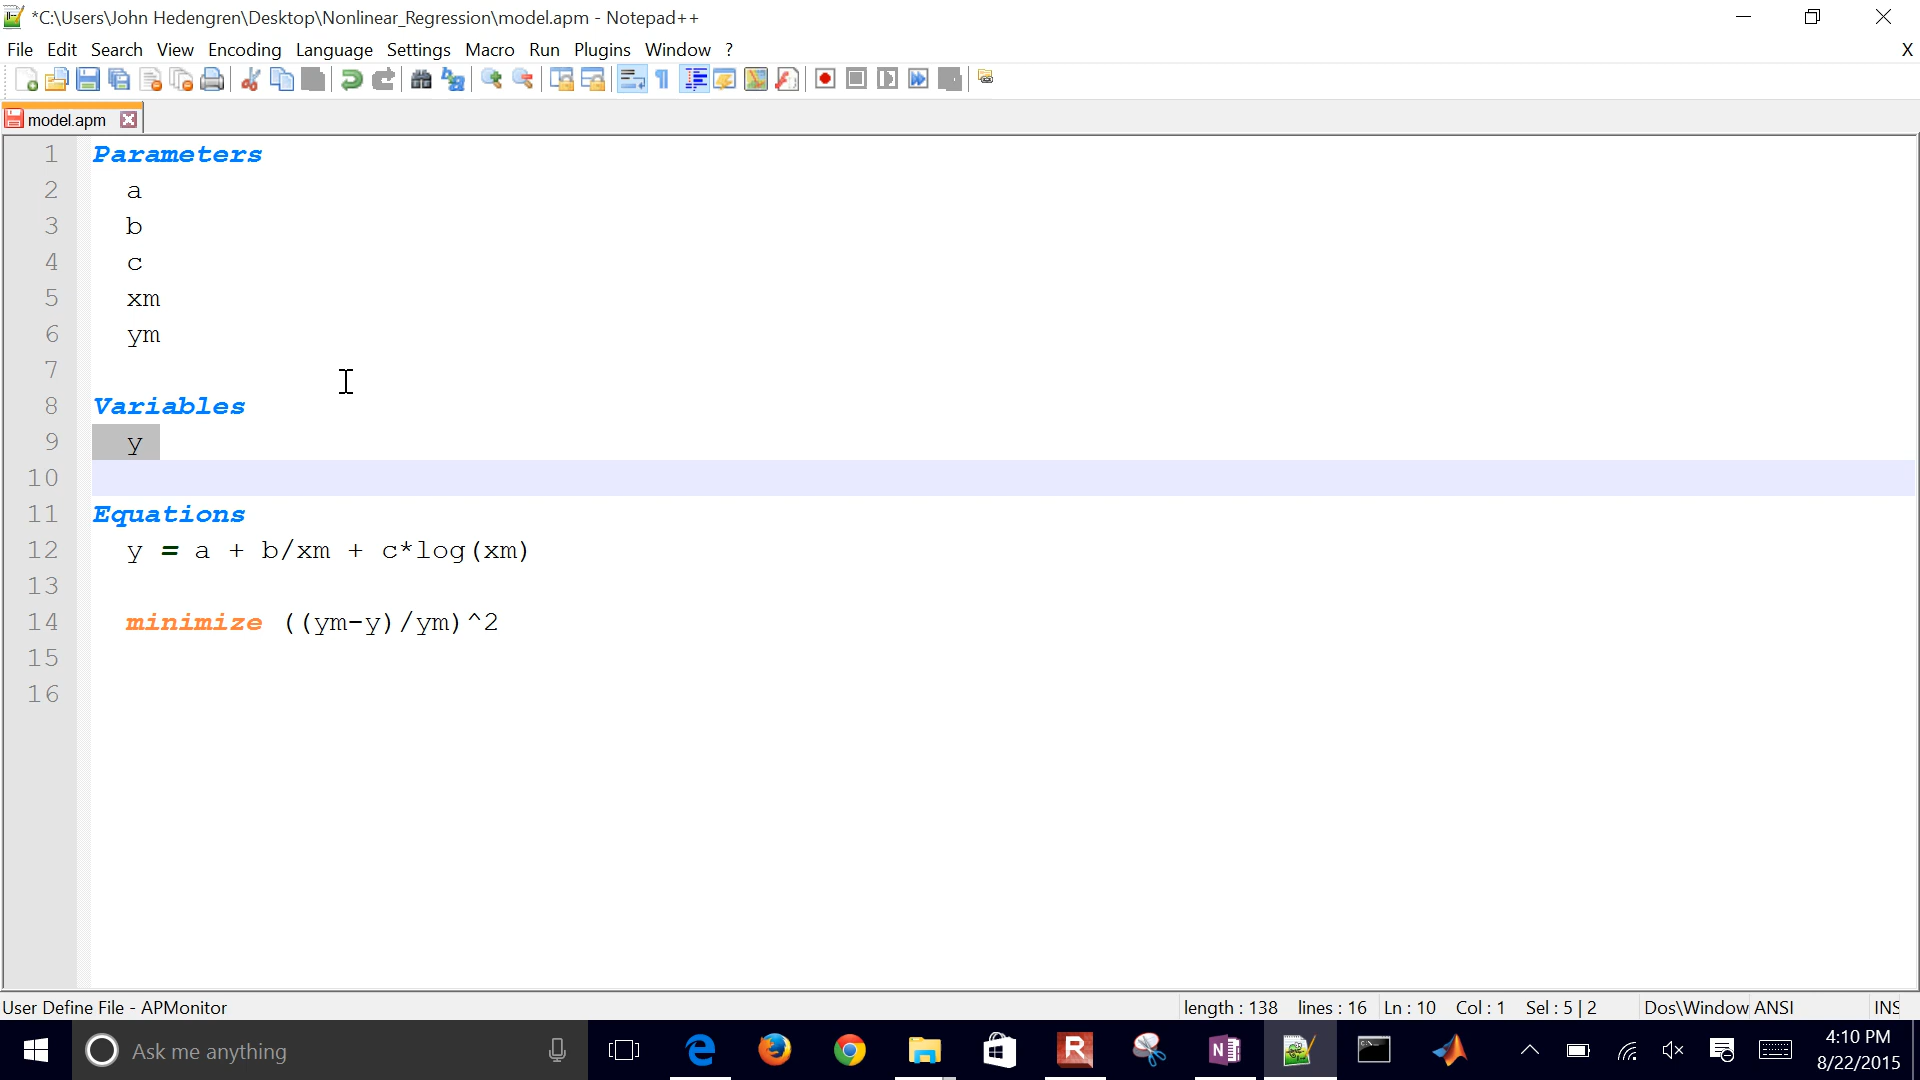 *C:\Users\John Hedengren\Desktop\Nonlinear_Regression\model.apm - Notepad++
File Edit Search View Encoding Language Settings Macro Run Plugins Window ? X
model.apm
1 Parameters
2 a
3 b
4 c
5 xm
6 ym
7
8 Variables
9 y
10
11 Equations
12 y = a + b/xm + c*log(xm)
13
14 minimize ((ym-y)/ym)^2
15
16
User Define File - APMonitor length : 138 lines : 16 Ln : 10 Col : 1 Sel : 5 | 2 Dos\Window ANSI INS
Ask me anything
4:10 PM
8/22/2015